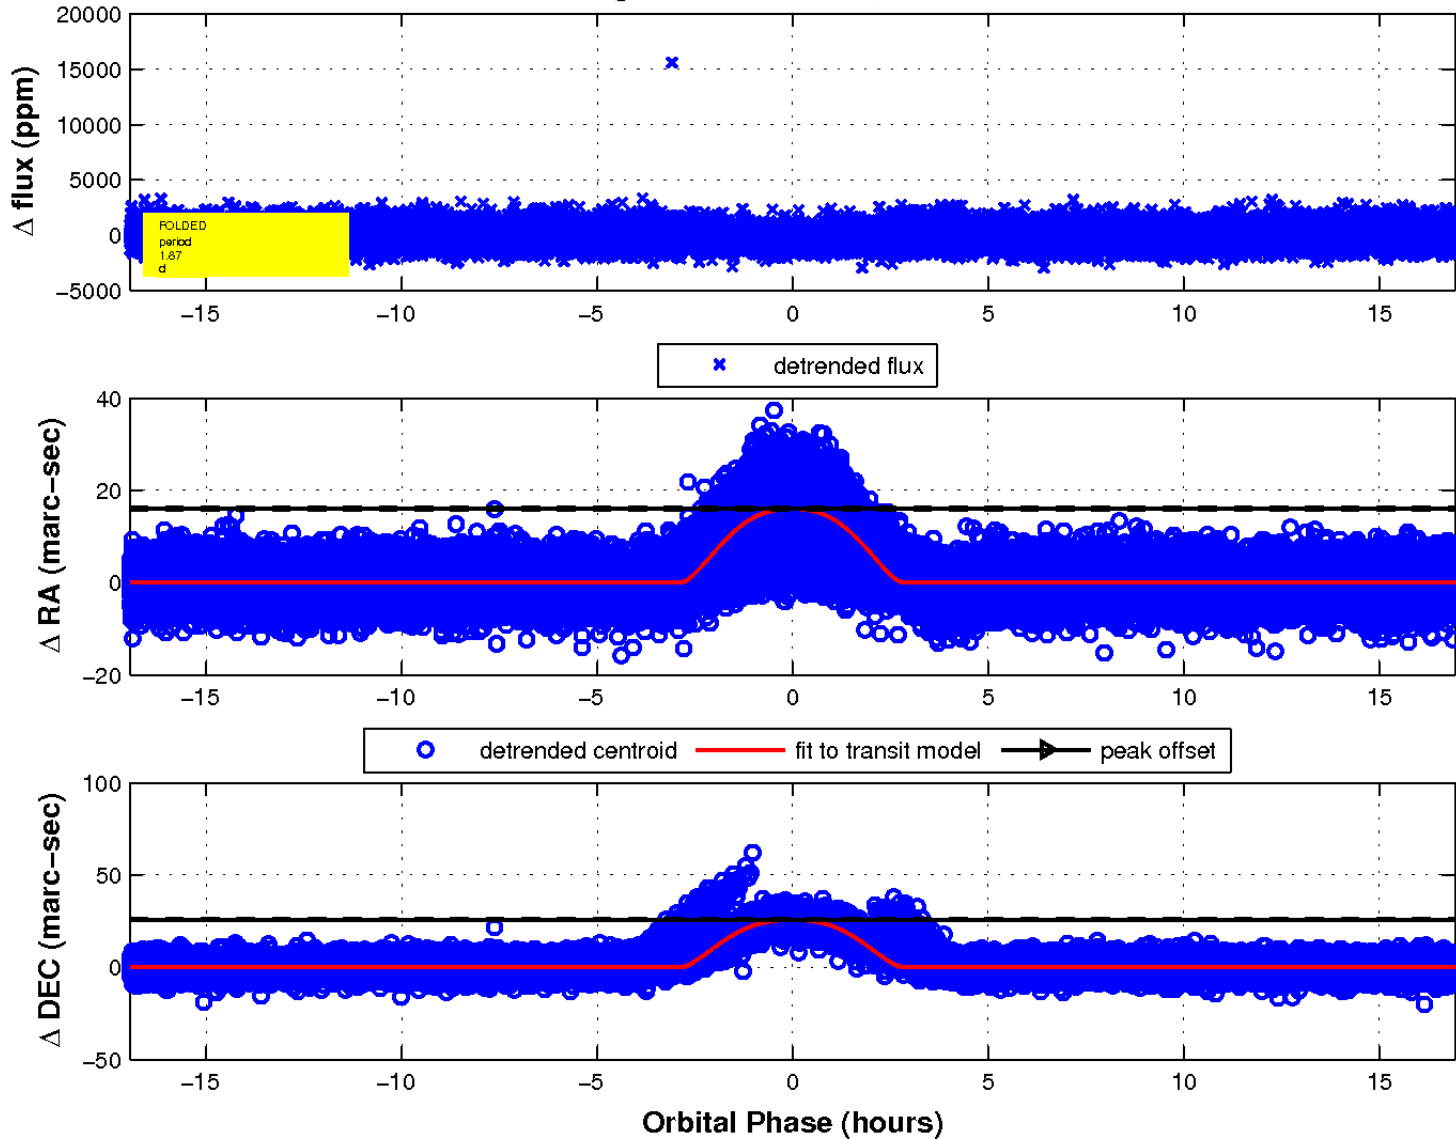 20000
15000
10000
5000
0
−5000
Δ flux (ppm)
FOLDED
period
1.87
d
−15 −10 −5 0 5 10 15
detrended flux
40
20
0
−20
Δ RA (marc−sec)
−15 −10 −5 0 5 10 15
detrended centroid fit to transit model peak offset
100
50
0
−50
Δ DEC (marc−sec)
−15 −10 −5 0 5 10 15
Orbital Phase (hours)